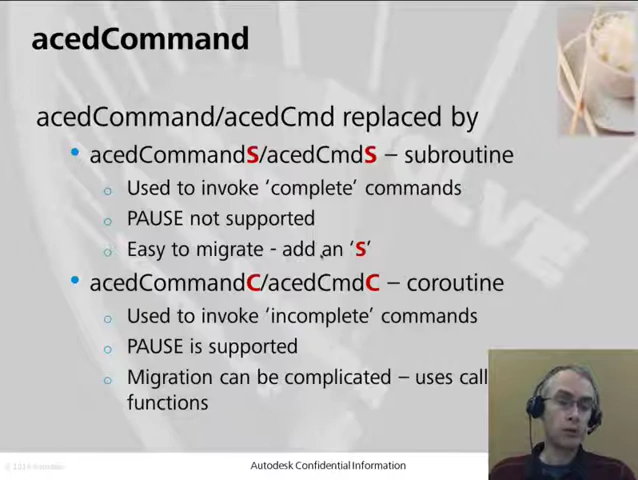 acedCommand
acedCommand/acedCmd replaced by
• acedCommandS/acedCmdS – subroutine
○ Used to invoke ‘complete’ commands
○ PAUSE not supported
○ Easy to migrate - add an ‘S’
• acedCommandC/acedCmdC – coroutine
○ Used to invoke ‘incomplete’ commands
○ PAUSE is supported
○ Migration can be complicated – uses call
functions
Autodesk Confidential Information